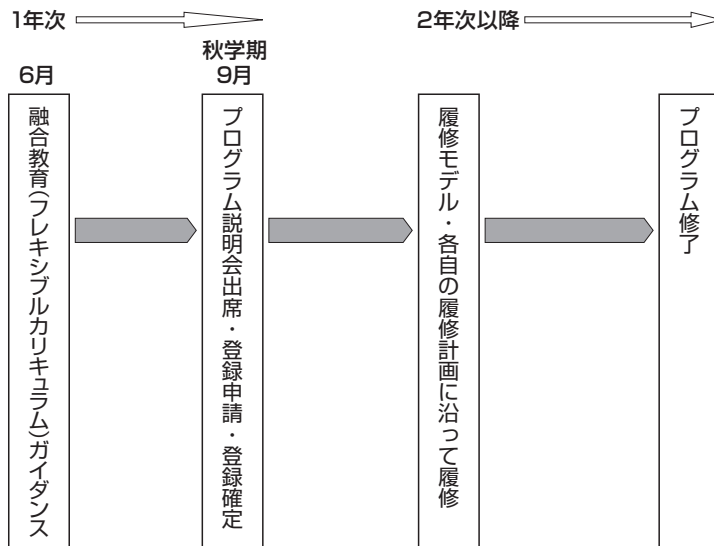 1年次
2年次以降
6月
秋学期
9月
融合教育(フレキシブルカリキュラム)ガイダンス
プログラム説明会出席・登録申請・登録確定
履修モデル・各自の履修計画に沿って履修
プログラム修了